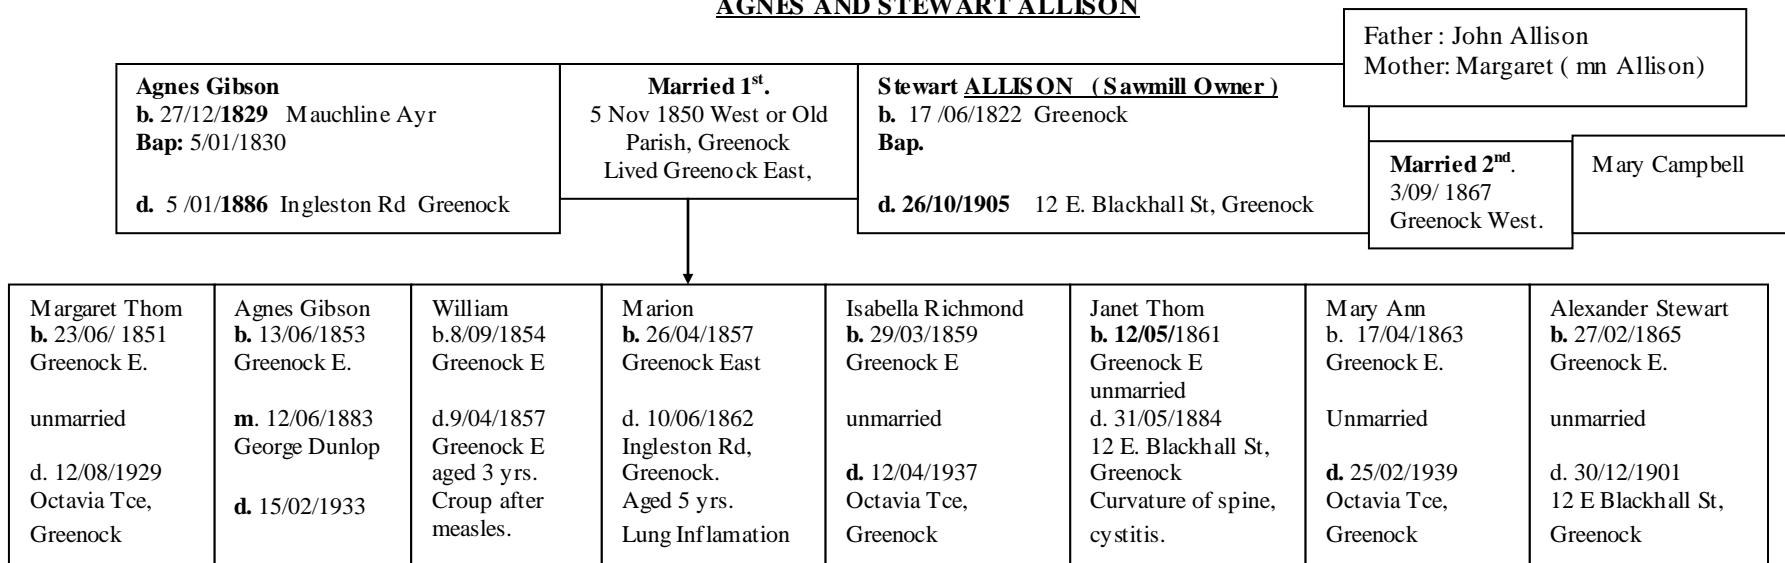 AGNES AND STEWART ALLISON
Father : John Allison
Mother: Margaret ( mn Allison)
Agnes Gibson
b. 27/12/1829 Mauchline Ayr
Bap: 5/01/1830
d. 5 /01/1886 Ingleston Rd Greenock
Married 1st.
5 Nov 1850 West or Old
Parish, Greenock
Lived Greenock East,
Stewart ALLISON ( Sawmill Owner )
b. 17 /06/1822 Greenock
Bap.
d. 26/10/1905 12 E. Blackhall St, Greenock
Married 2nd.
3/09/ 1867
Greenock West.
Mary Campbell
Margaret Thom
b. 23/06/ 1851
Greenock E.
unmarried
d. 12/08/1929
Octavia Tce,
Greenock
Agnes Gibson
b. 13/06/1853
Greenock E.
m. 12/06/1883
George Dunlop
d. 15/02/1933
William
b.8/09/1854
Greenock E
d.9/04/1857
Greenock E
aged 3 yrs.
Croup after
measles.
Marion
b. 26/04/1857
Greenock East
d. 10/06/1862
Ingleston Rd,
Greenock.
Aged 5 yrs.
Lung Inflamation
Isabella Richmond
b. 29/03/1859
Greenock E
unmarried
d. 12/04/1937
Octavia Tce,
Greenock
Janet Thom
b. 12/05/1861
Greenock E
unmarried
d. 31/05/1884
12 E. Blackhall St,
Greenock
Curvature of spine,
cystitis.
Mary Ann
b. 17/04/1863
Greenock E.
Unmarried
d. 25/02/1939
Octavia Tce,
Greenock
Alexander Stewart
b. 27/02/1865
Greenock E.
unmarried
d. 30/12/1901
12 E Blackhall St,
Greenock